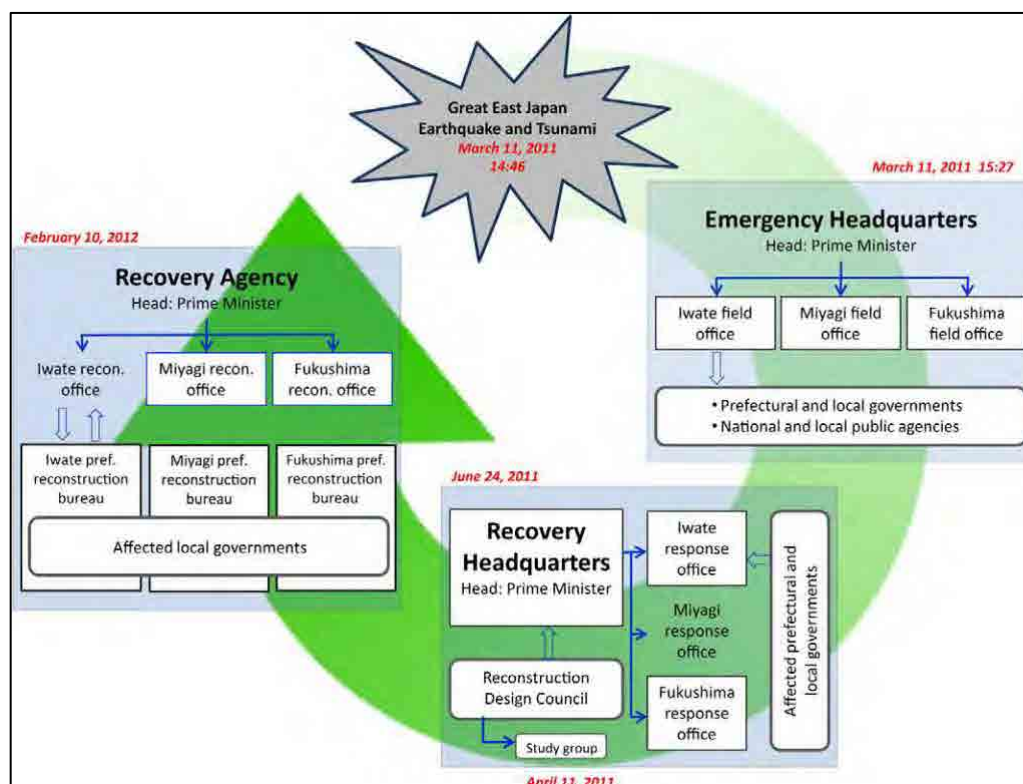 Great East Japan
Earthquake and Tsunami
March 11, 2011
14:46
March 11, 2011 15:27
Emergency Headquarters
Head: Prime Minister
Iwate field
office
Miyagi field
office
Fukushima
field office
• Prefectural and local governments
• National and local public agencies
June 24, 2011
Recovery
Headquarters
Head: Prime Minister
Iwate
response
office
Miyagi
response
office
Fukushima
response
office
Affected prefectural and
local governments
Reconstruction
Design Council
Study group
April 11, 2011
February 10, 2012
Recovery Agency
Head: Prime Minister
Iwate recon.
office
Miyagi recon.
office
Fukushima
recon. office
Iwate pref.
reconstruction
bureau
Miyagi pref.
reconstruction
bureau
Fukushima pref.
reconstruction
bureau
Affected local governments